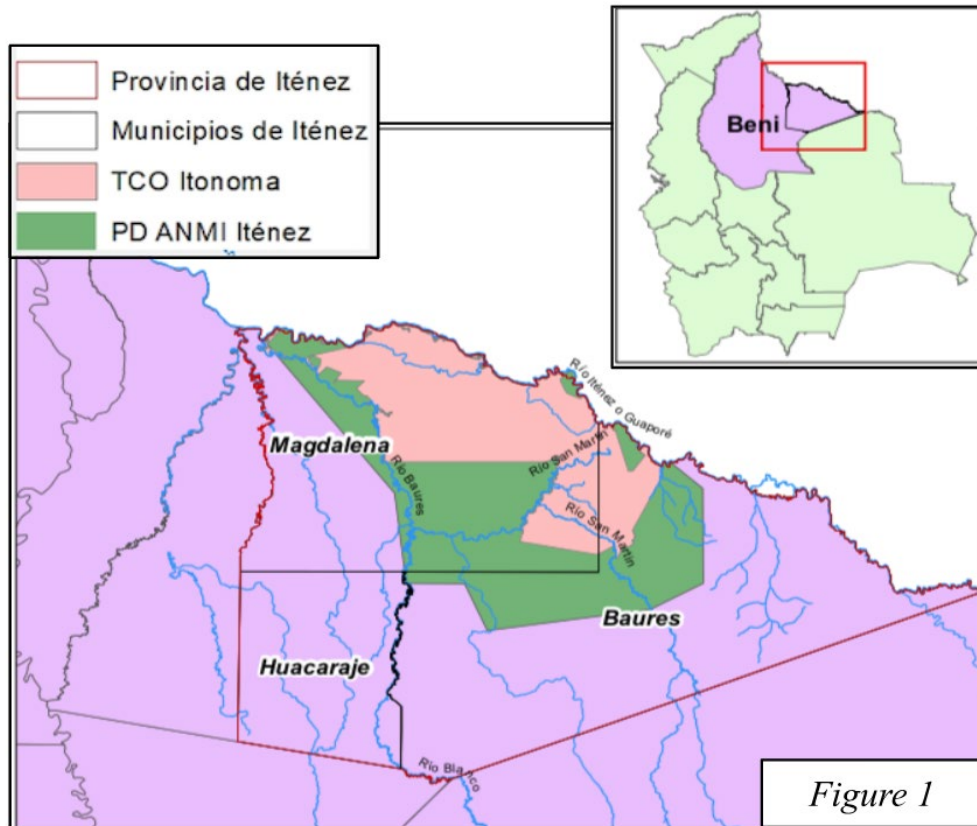 Provincia de Iténez
Municipios de Iténez
TCO Itonoma
PD ANMI Iténez
Beni
Río Iténez o Guaporé
Magdalena
Río San Martín
Río Baures
Río San Martín
Baures
Huacaraje
Río Blanco
Figure 1